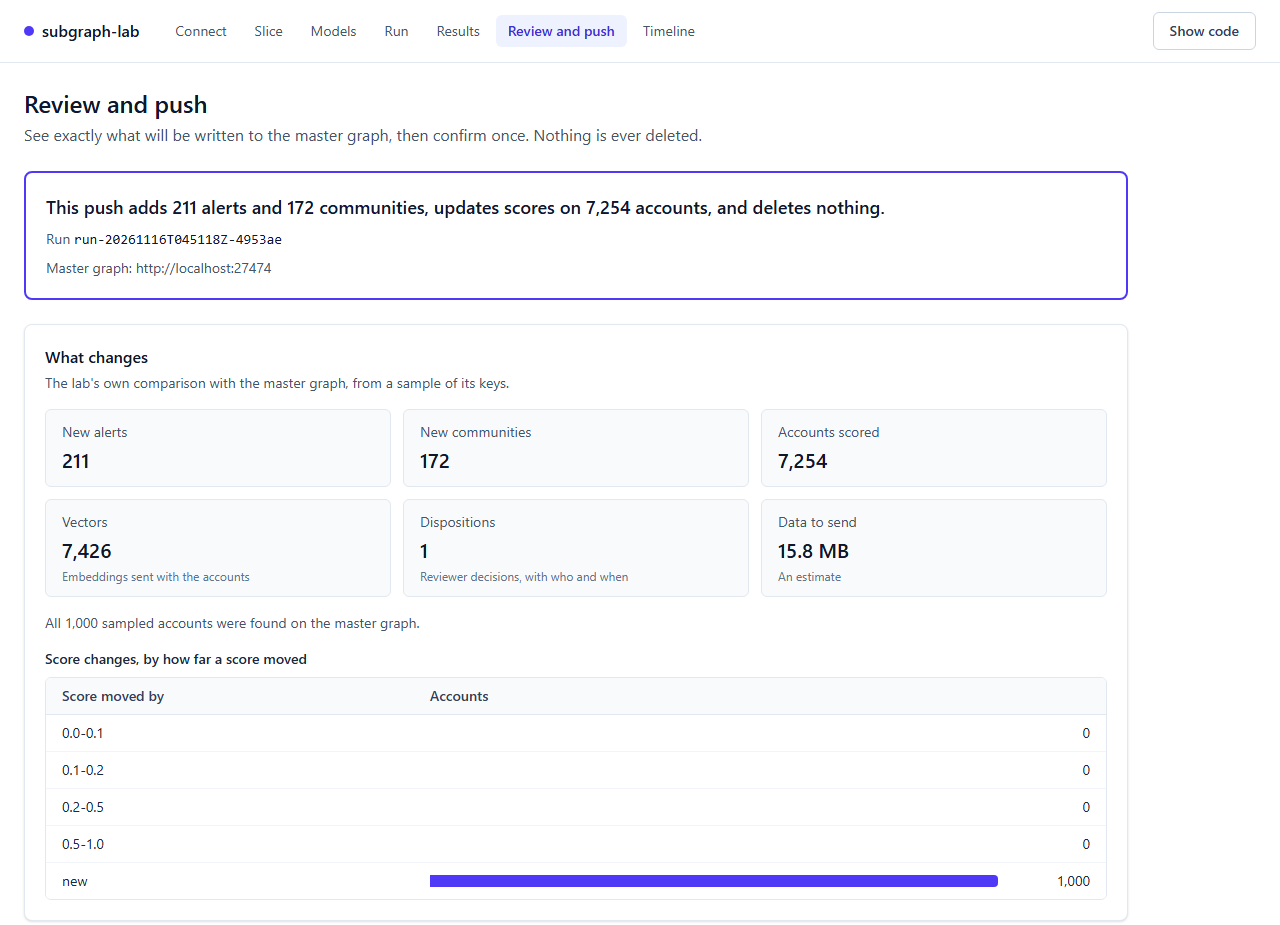 subgraph-lab Connect Slice Models Run Results Review and push Timeline Show code
Review and push
See exactly what will be written to the master graph, then confirm once. Nothing is ever deleted.
This push adds 211 alerts and 172 communities, updates scores on 7,254 accounts, and deletes nothing.
Run run-20261116T045118Z-4953ae
Master graph: http://localhost:27474
What changes
The lab's own comparison with the master graph, from a sample of its keys.
New alerts
211
New communities
172
Accounts scored
7,254
Vectors
7,426
Embeddings sent with the accounts
Dispositions
1
Reviewer decisions, with who and when
Data to send
15.8 MB
An estimate
All 1,000 sampled accounts were found on the master graph.
Score changes, by how far a score moved
Score moved by Accounts
0.0-0.1 0
0.1-0.2 0
0.2-0.5 0
0.5-1.0 0
new 1,000